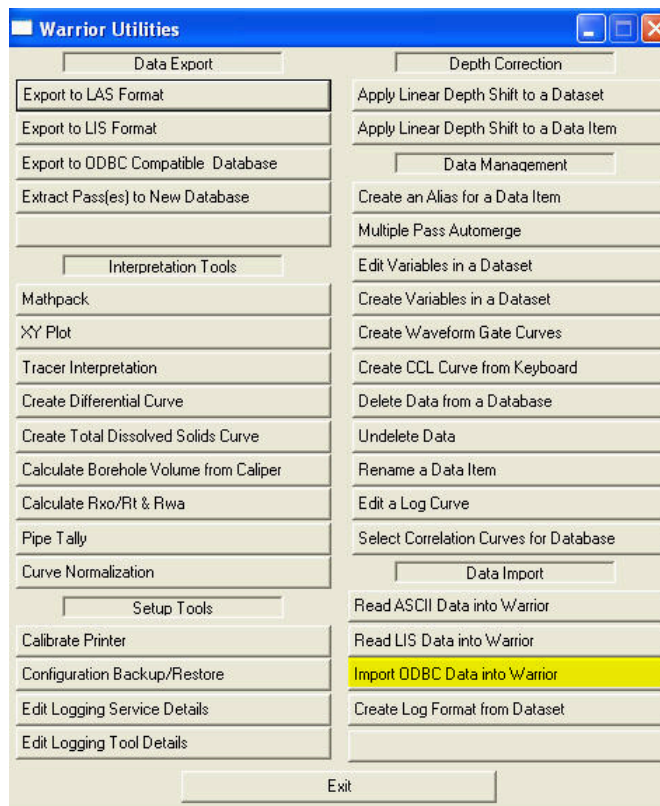 Warrior Utilities
Data Export
Export to LAS Format
Export to LIS Format
Export to ODBC Compatible Database
Extract Pass(es) to New Database
Interpretation Tools
Mathpack
XY Plot
Tracer Interpretation
Create Differential Curve
Create Total Dissolved Solids Curve
Calculate Borehole Volume from Caliper
Calculate Rxo/Rt & Rwa
Pipe Tally
Curve Normalization
Setup Tools
Calibrate Printer
Configuration Backup/Restore
Edit Logging Service Details
Edit Logging Tool Details
Depth Correction
Apply Linear Depth Shift to a Dataset
Apply Linear Depth Shift to a Data Item
Data Management
Create an Alias for a Data Item
Multiple Pass Automerge
Edit Variables in a Dataset
Create Variables in a Dataset
Create Waveform Gate Curves
Create CCL Curve from Keyboard
Delete Data from a Database
Undelete Data
Rename a Data Item
Edit a Log Curve
Select Correlation Curves for Database
Data Import
Read ASCII Data into Warrior
Read LIS Data into Warrior
Import ODBC Data into Warrior
Create Log Format from Dataset
Exit